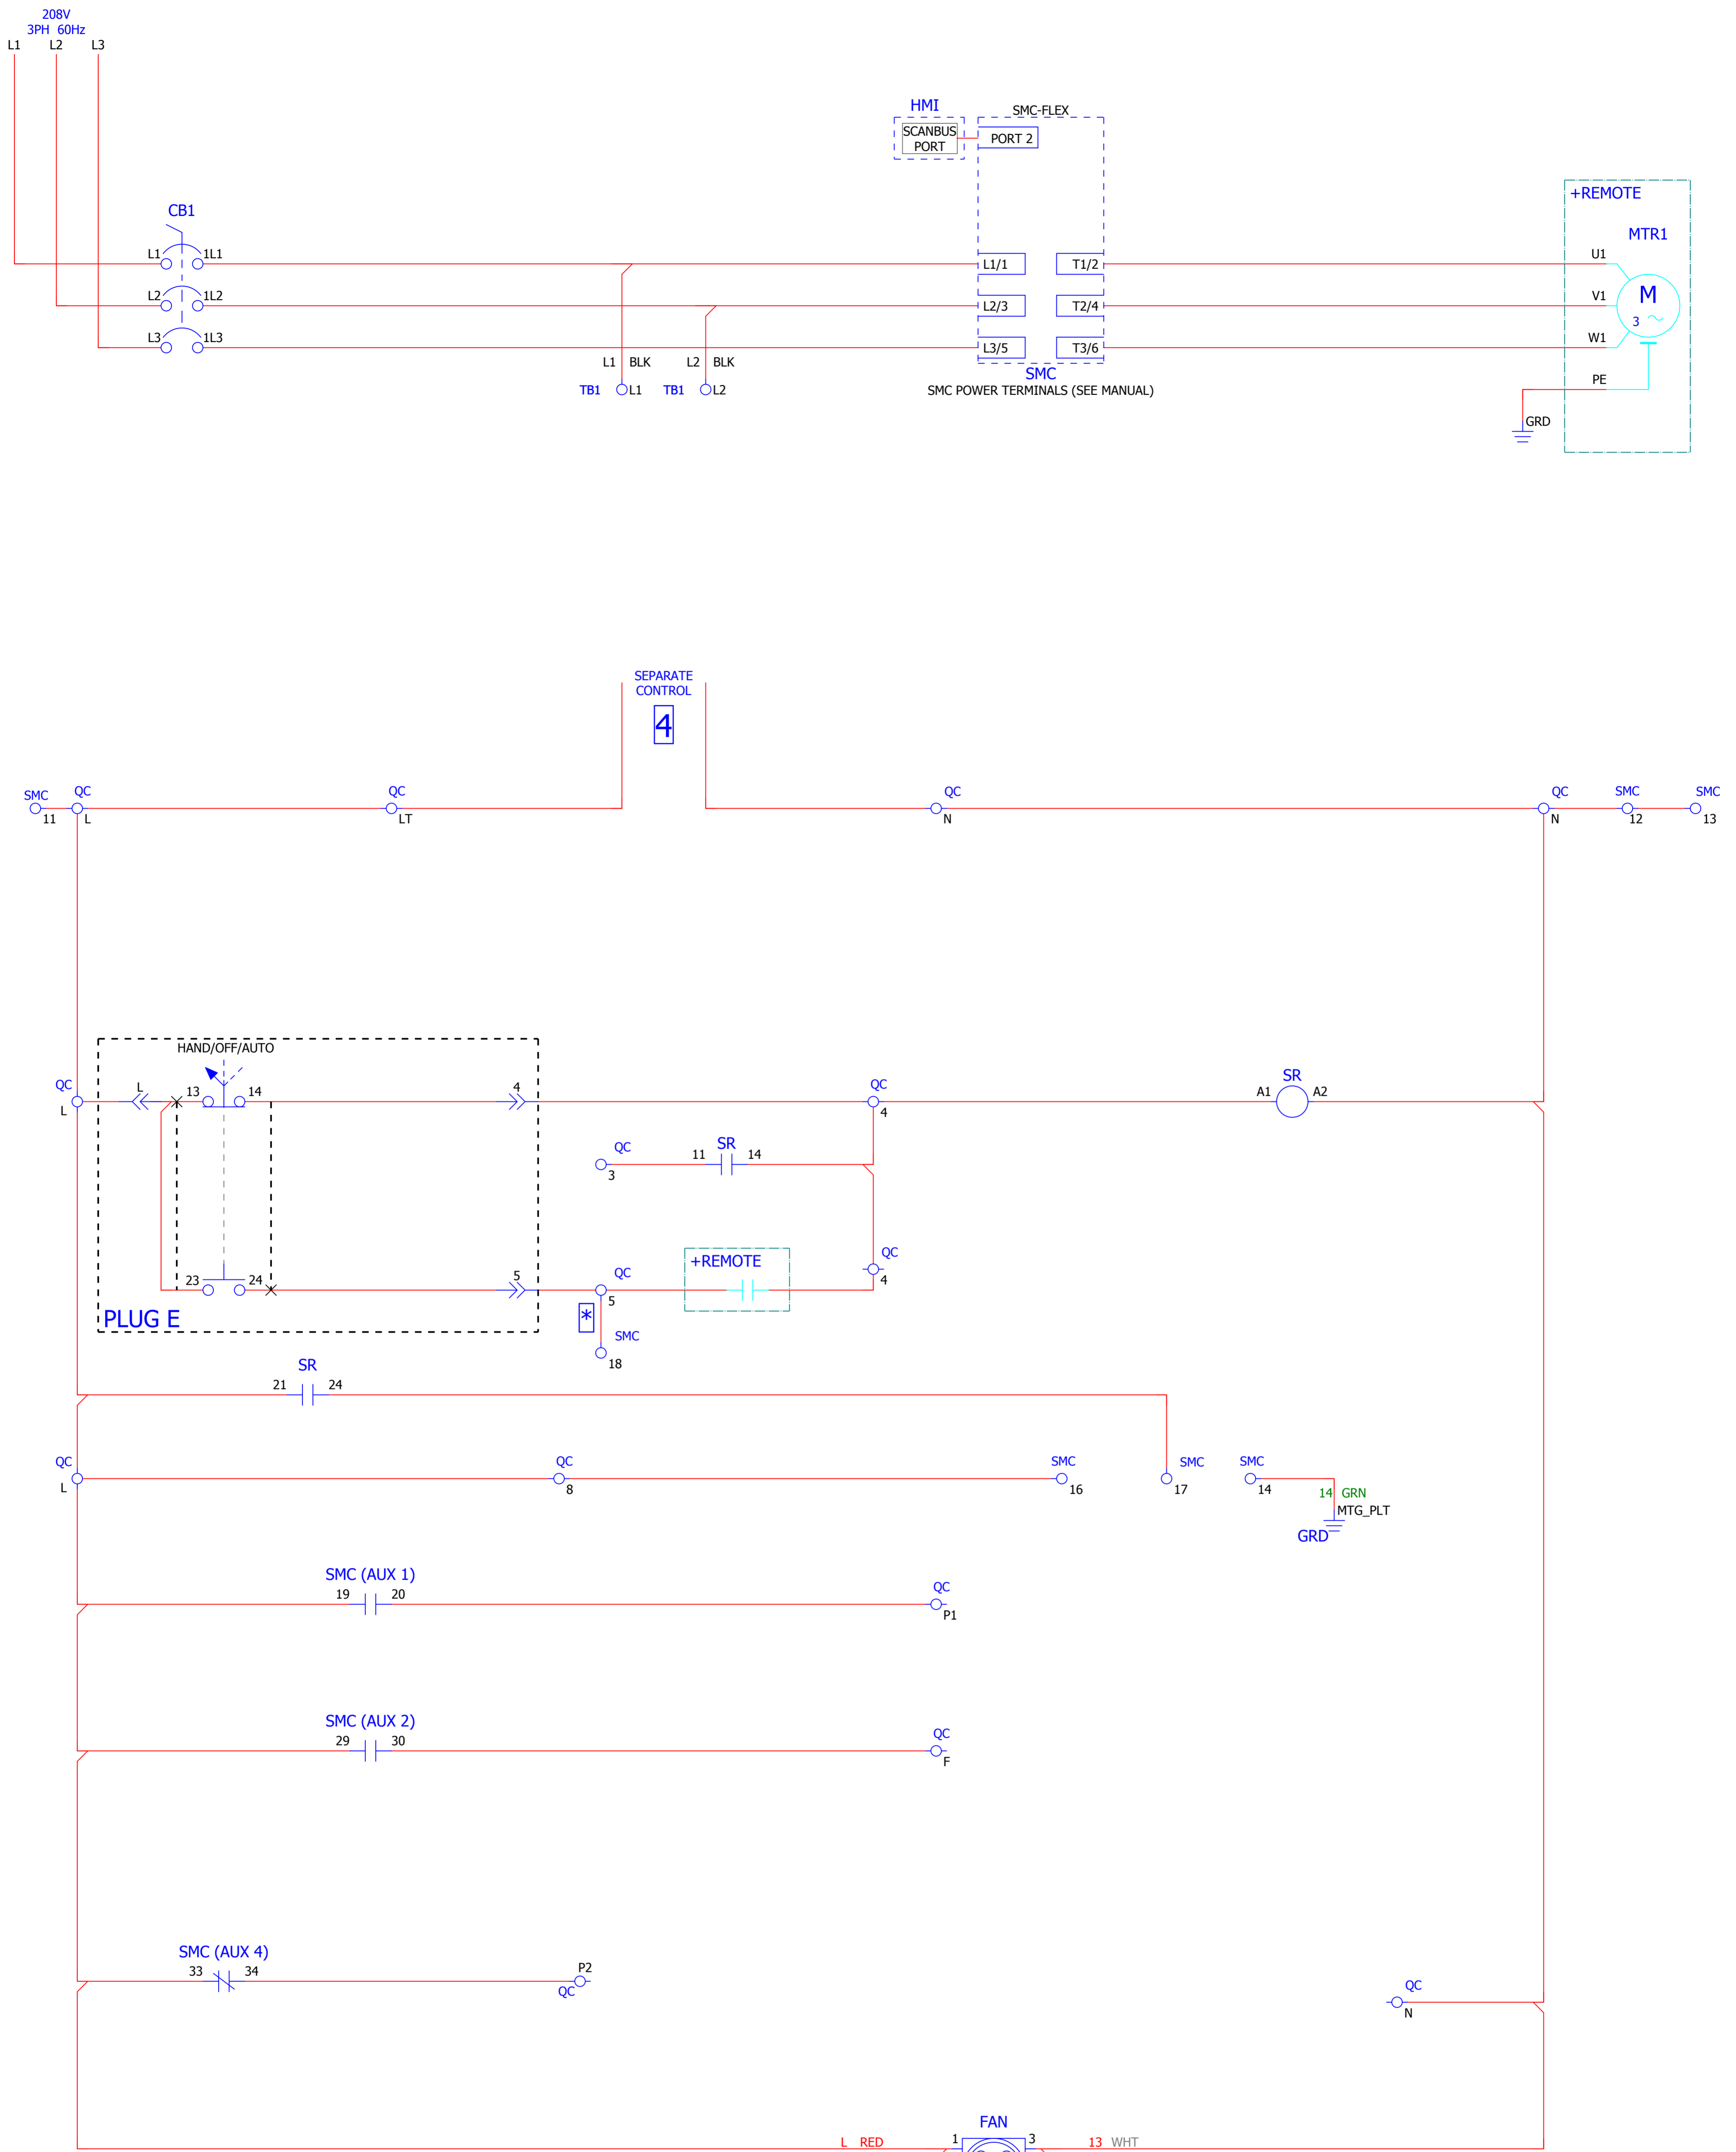 208V
3PH 60Hz
L1 L2 L3
HMI
SMC-FLEX
SCANBUS
PORT
PORT 2
+REMOTE
CB1
MTR1
L1 1L1
L1/1 T1/2
U1
L2 1L2
L2/3 T2/4
V1
M
3
L3 1L3
L3/5 T3/6
W1
L1 BLK L2 BLK
SMC
PE
TB1 L1 TB1 L2
SMC POWER TERMINALS (SEE MANUAL)
GRD
SEPARATE
CONTROL
4
SMC QC QC QC QC SMC SMC
11 L LT N N 12 13
HAND/OFF/AUTO
QC L 13 14 4 QC SR
A1 A2
L 4
QC SR
11 14
3
+REMOTE
QC
4
23 24 5 QC
5
PLUG E
*
SMC
18
SR
21 24
QC QC SMC SMC SMC
L 8 16 17 14
14 GRN
MTG_PLT
GRD
SMC (AUX 1)
19 20 QC
P1
SMC (AUX 2)
29 30 QC
F
SMC (AUX 4)
33 34 P2
QC
QC
N
FAN
L RED 1 3 13 WHT